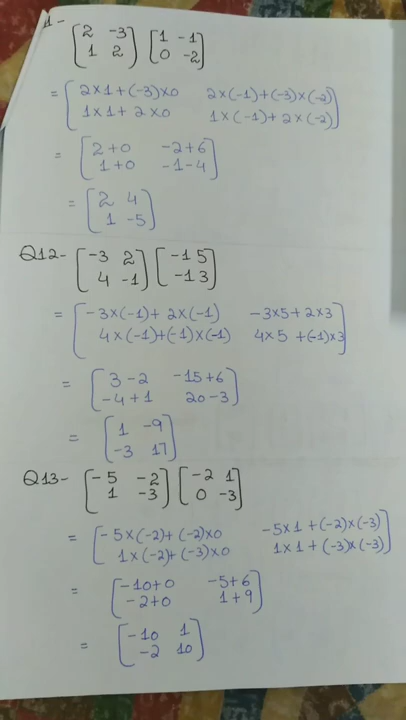 1- [2 -3 1 2] [1 -1 0 -2]
= [2×1+(-3)×0 2×(-1)+(-3)×(-2)
1×1+2×0 1×(-1)+2×(-2)]
= [2+0 -2+6
1+0 -1-4]
= [2 4
1 -5]
Q12- [-3 2 4 -1] [-1 5 -1 3]
= [-3×(-1)+2×(-1) -3×5+2×3
4×(-1)+(-1)×(-1) 4×5+(-1)×3]
= [3-2 -15+6
-4+1 20-3]
= [1 -9
-3 17]
Q13- [-5 -2 1 -3] [-2 1 0 -3]
= [-5×(-2)+(-2)×0 -5×1+(-2)×(-3)
1×(-2)+(-3)×0 1×1+(-3)×(-3)]
= [-10+0 -5+6
-2+0 1+9]
= [-10 1
-2 10]